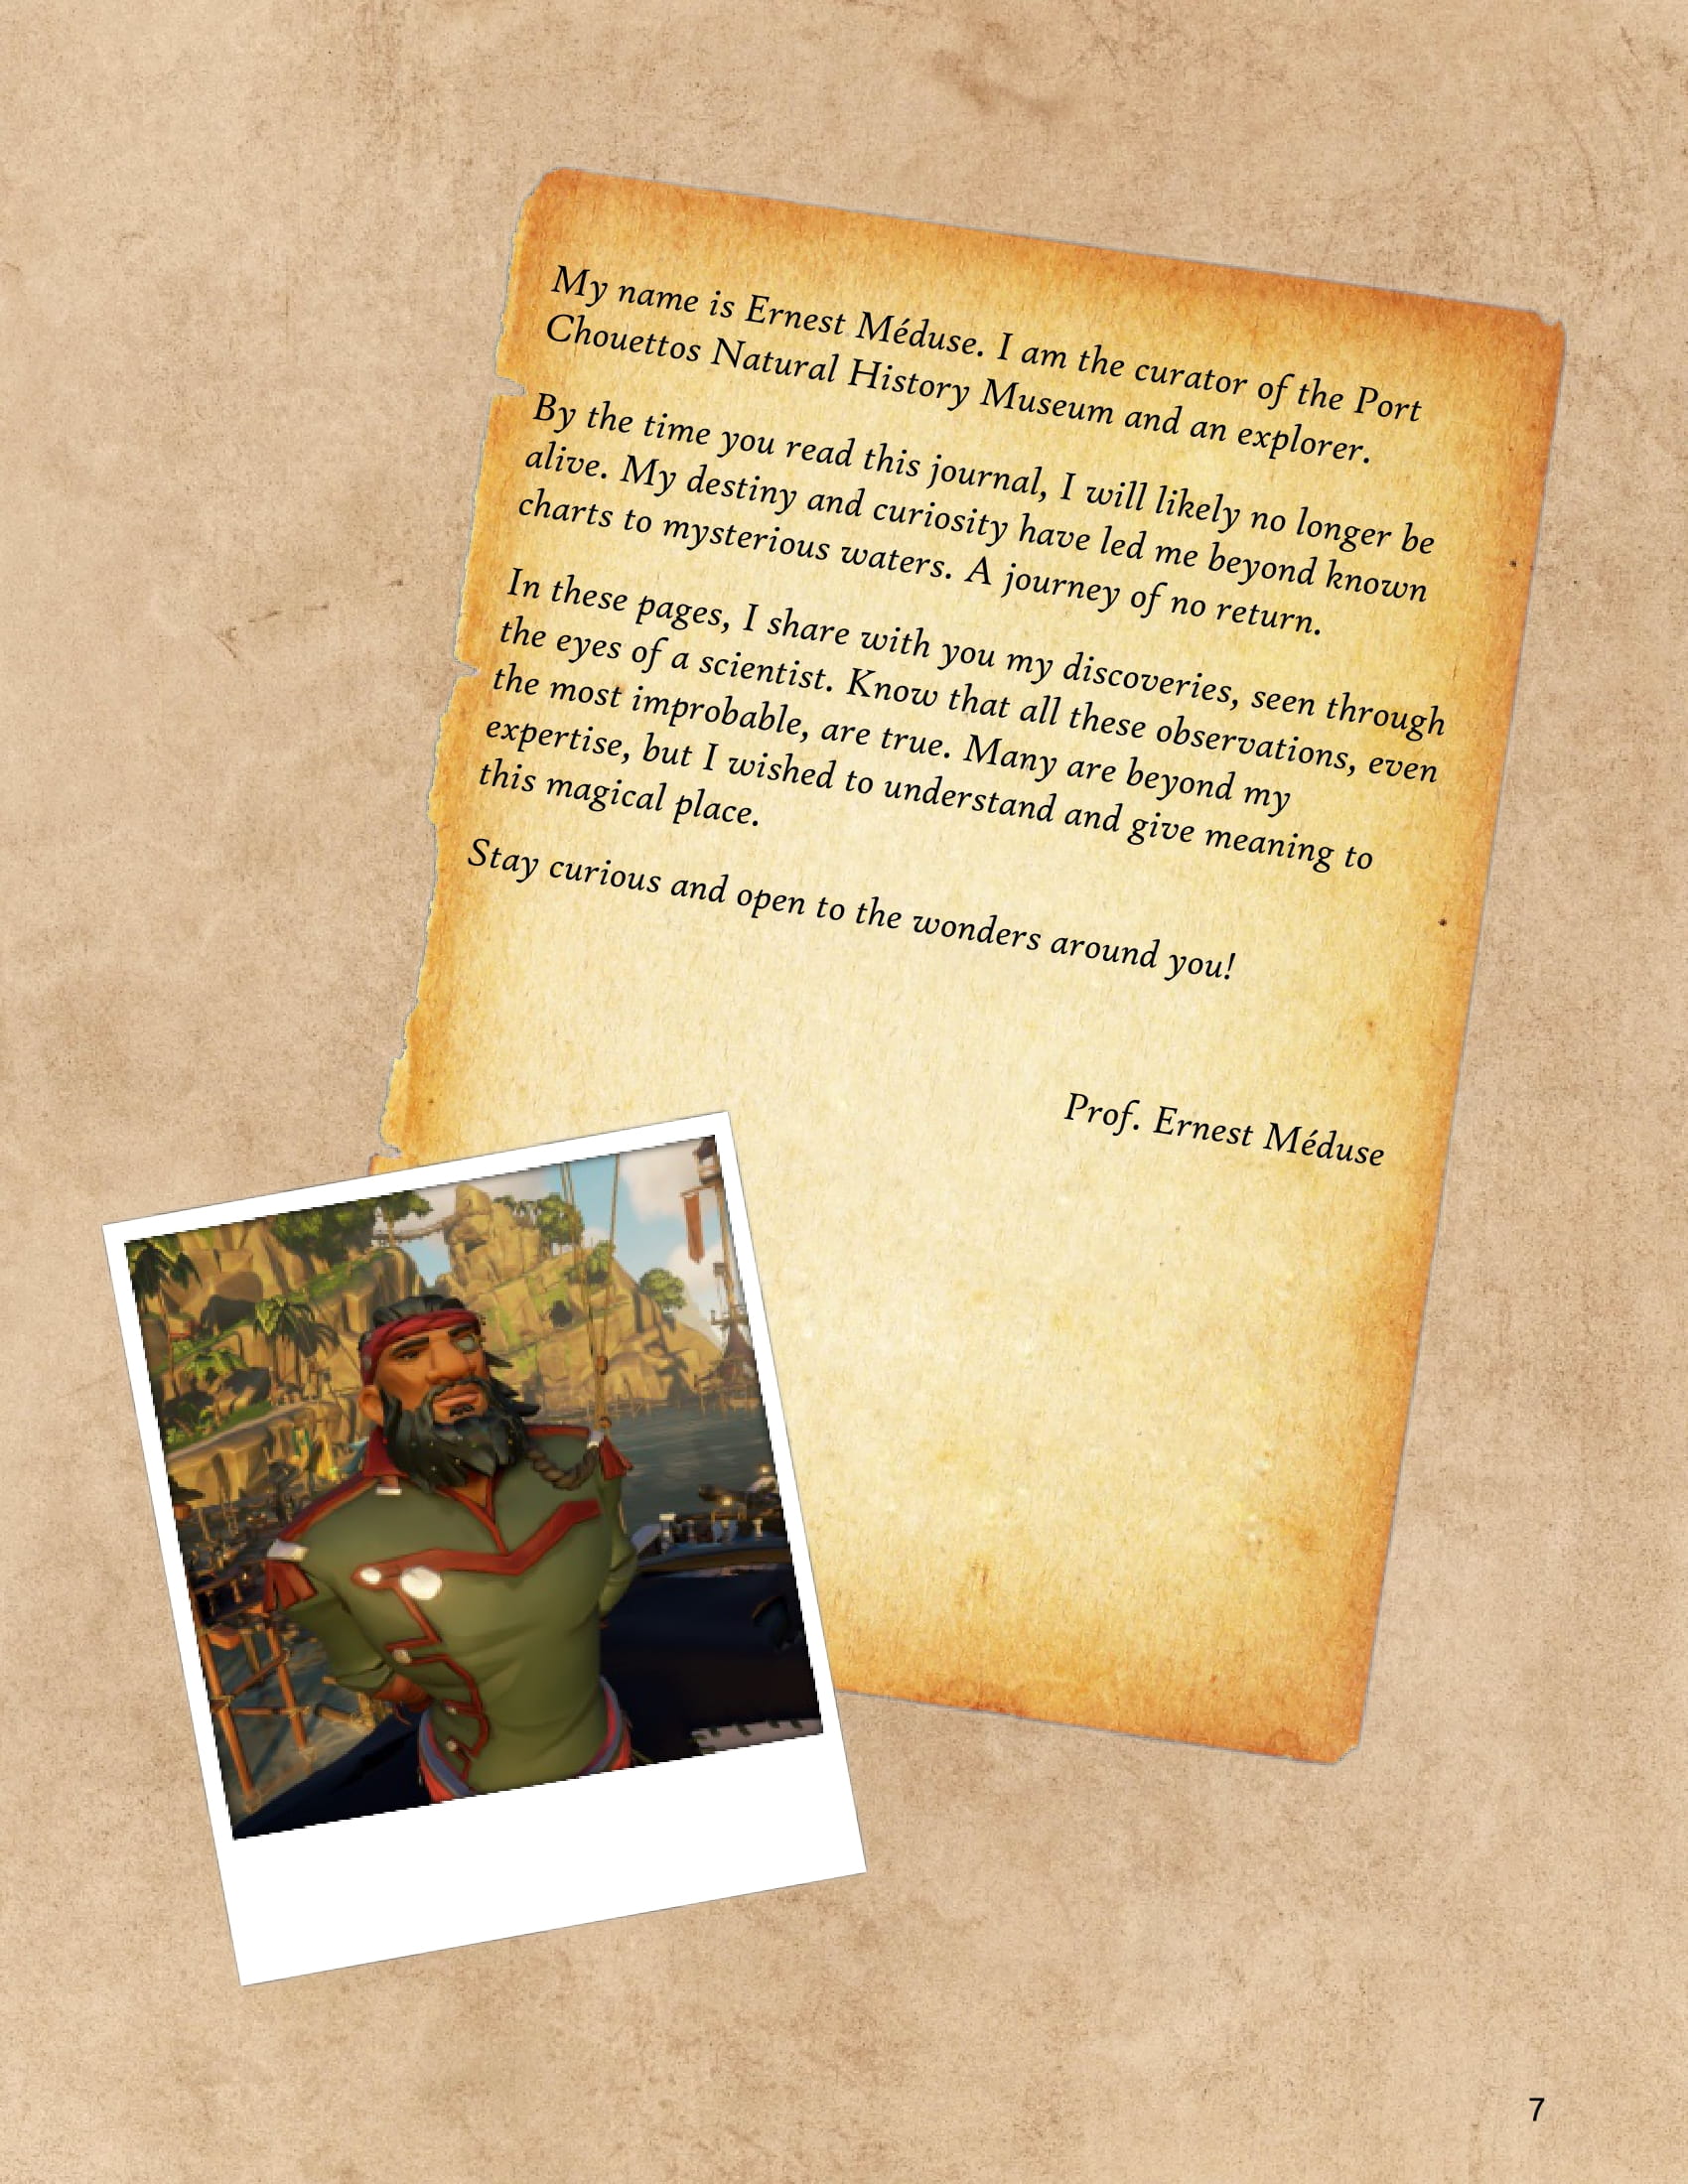 My name is Ernest Méduse. I am the curator of the Port
Chouettos Natural History Museum and an explorer.
By the time you read this journal, I will likely no longer be
alive. My destiny and curiosity have led me beyond known
charts to mysterious waters. A journey of no return.
In these pages, I share with you my discoveries, seen through
the eyes of a scientist. Know that all these observations, even
the most improbable, are true. Many are beyond my
expertise, but I wished to understand and give meaning to
this magical place.
Stay curious and open to the wonders around you!
Prof. Ernest Méduse
7